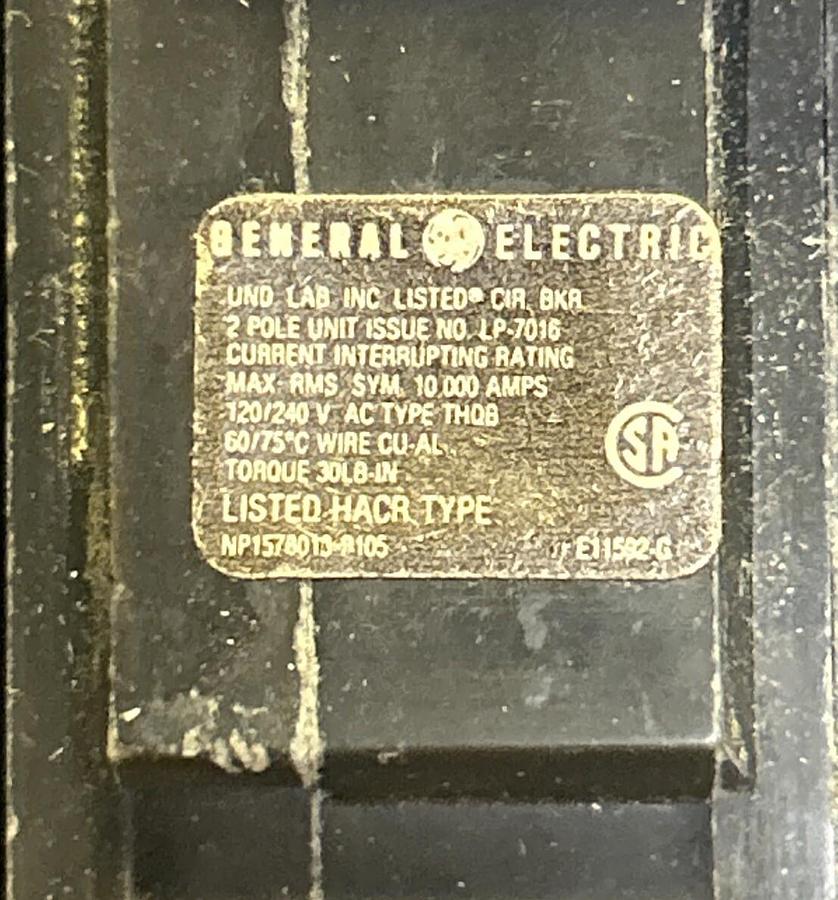 GENERAL GE ELECTRIC
UND LAB INC LISTED® CIR. BKR
2 POLE UNIT ISSUE NO. LP-7016
CURRENT INTERRUPTING RATING
MAX. RMS. SYM. 10,000 AMPS
120/240 V AC TYPE THQB
60/75°C WIRE CU-AL
TORQUE 30LB-IN
SA
LISTED HACR TYPE
NP1578013-P105 E11592-G